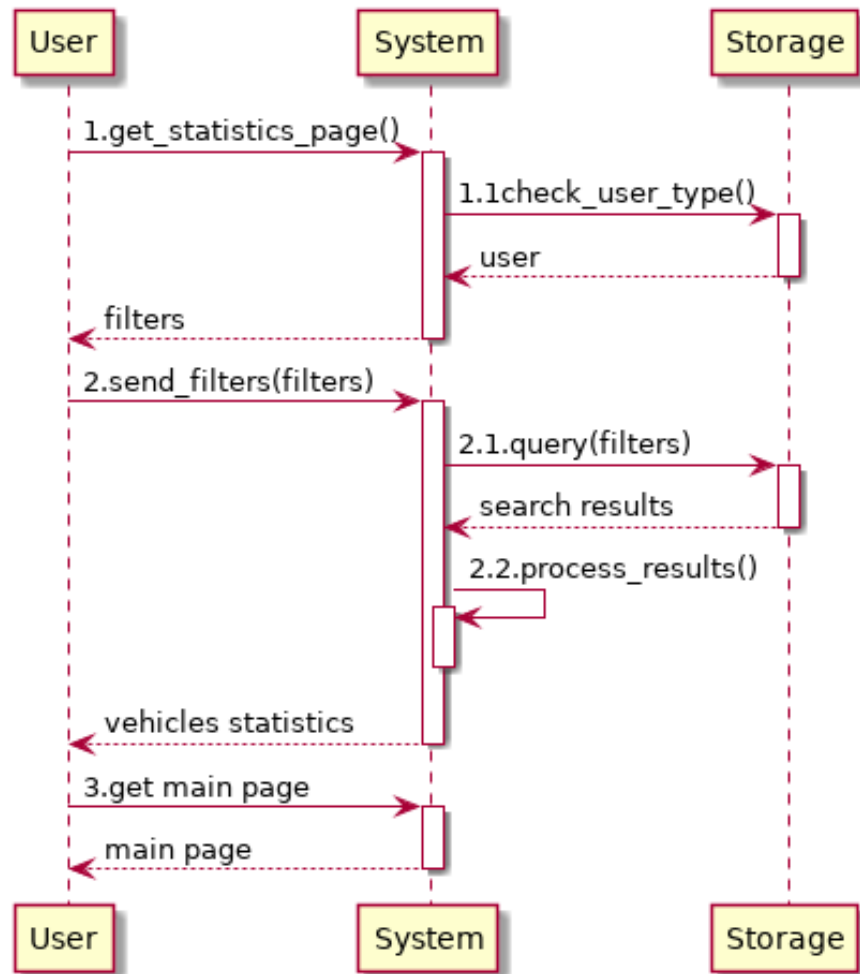 User
System
Storage
1.get_statistics_page()
1.1check_user_type()
user
filters
2.send_filters(filters)
2.1.query(filters)
search results
2.2.process_results()
vehicles statistics
3.get main page
main page
User
System
Storage